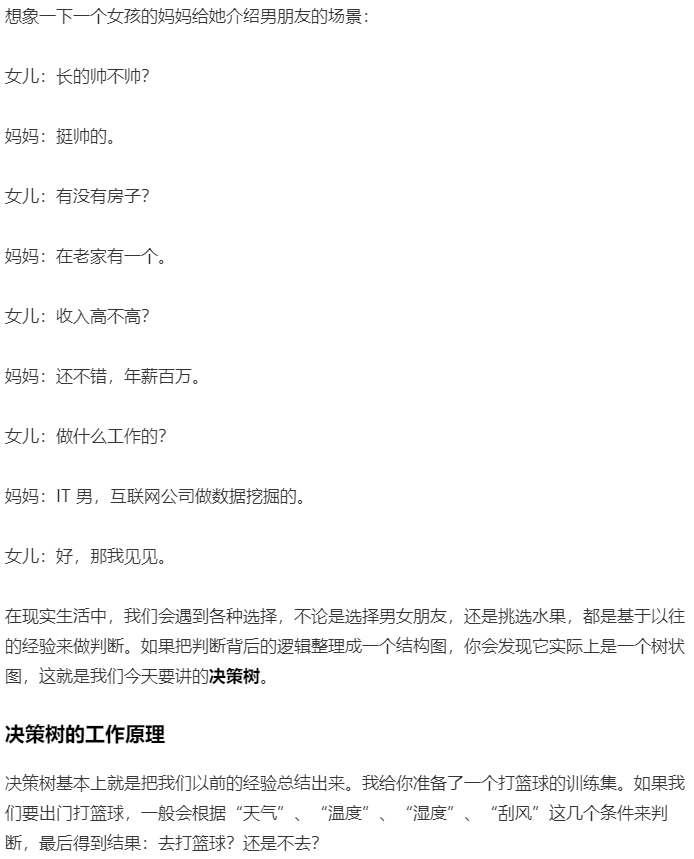 想象一下一个女孩的妈妈给她介绍男朋友的场景：
女儿：长的帅不帅？
妈妈：挺帅的。
女儿：有没有房子？
妈妈：在老家有一个。
女儿：收入高不高？
妈妈：还不错，年薪百万。
女儿：做什么工作的？
妈妈：IT 男，互联网公司做数据挖掘的。
女儿：好，那我见见。
在现实生活中，我们会遇到各种选择，不论是选择男女朋友，还是挑选水果，都是基于以往
的经验来做判断。如果把判断背后的逻辑整理成一个结构图，你会发现它实际上是一个树状
图，这就是我们今天要讲的决策树。
决策树的工作原理
决策树基本上就是把我们以前的经验总结出来。我给你准备了一个打篮球的训练集。如果我
们要出门打篮球，一般会根据“天气”、“温度”、“湿度”、“刮风”这几个条件来判
断，最后得到结果：去打篮球？还是不去？